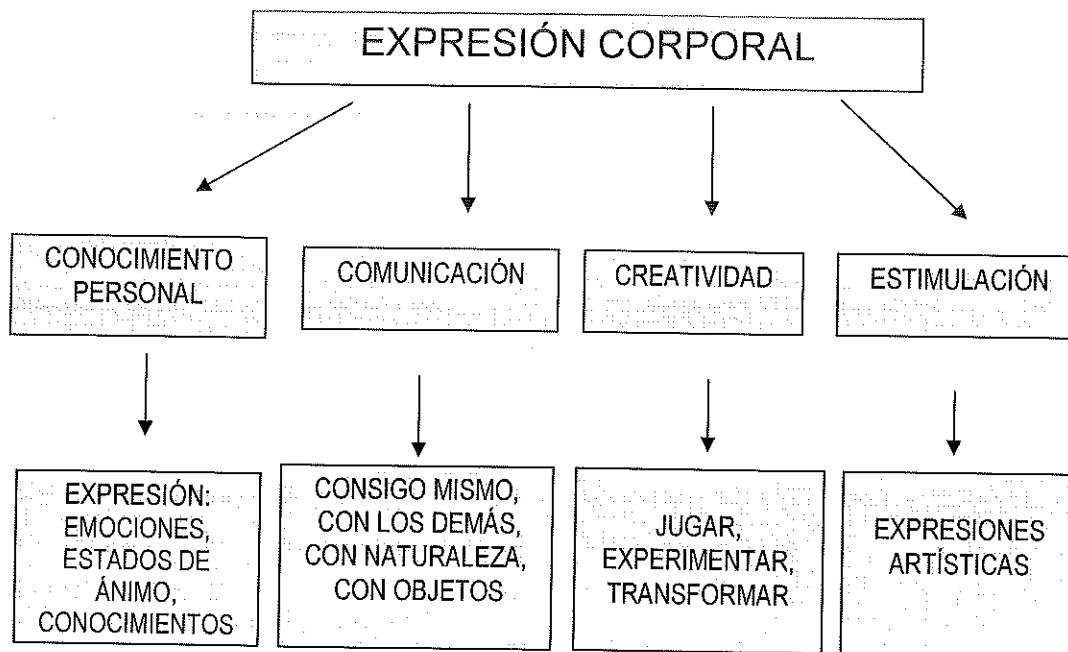 EXPRESIÓN CORPORAL
CONOCIMIENTO
PERSONAL
COMUNICACIÓN
CREATIVIDAD
ESTIMULACIÓN
EXPRESIÓN:
EMOCIONES,
ESTADOS DE
ÁNIMO,
CONOCIMIENTOS
CONSIGO MISMO,
CON LOS DEMÁS,
CON NATURALEZA,
CON OBJETOS
JUGAR,
EXPERIMENTAR,
TRANSFORMAR
EXPRESIONES
ARTÍSTICAS